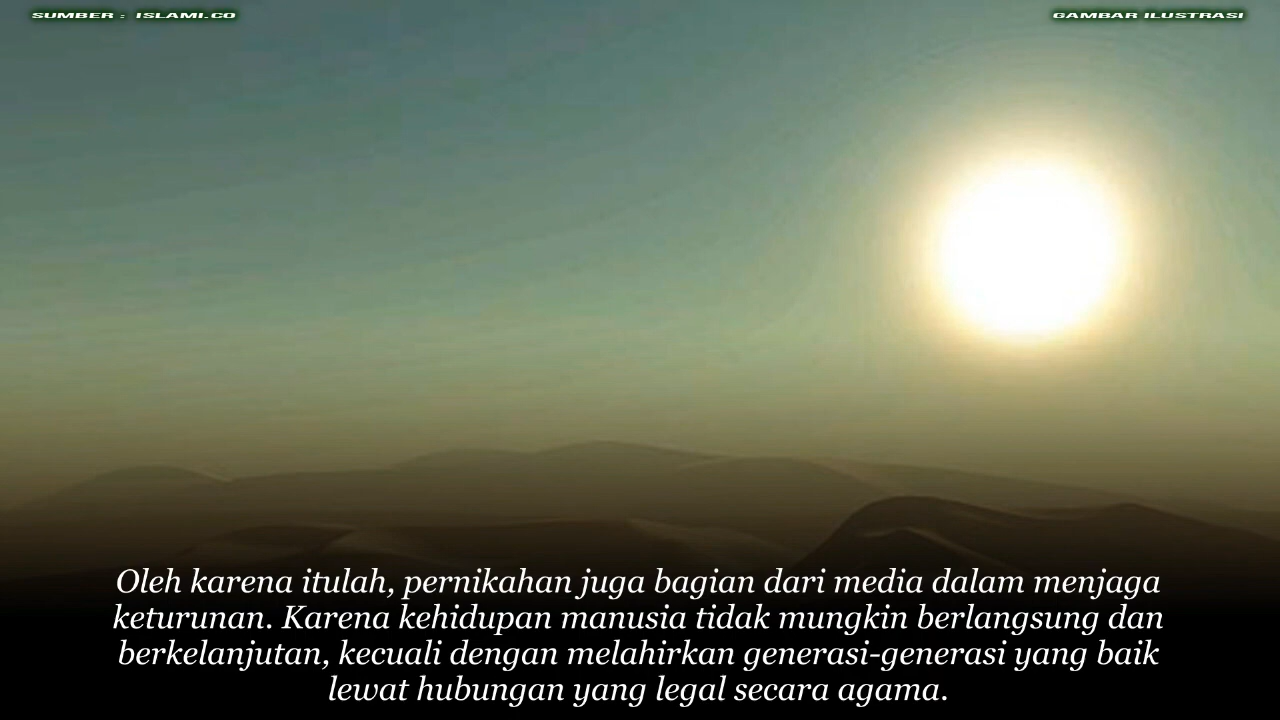 SUMBER : ISLAMI.CO
GAMBAR ILUSTRASI
Oleh karena itulah, pernikahan juga bagian dari media dalam menjaga
keturunan. Karena kehidupan manusia tidak mungkin berlangsung dan
berkelanjutan, kecuali dengan melahirkan generasi-generasi yang baik
lewat hubungan yang legal secara agama.